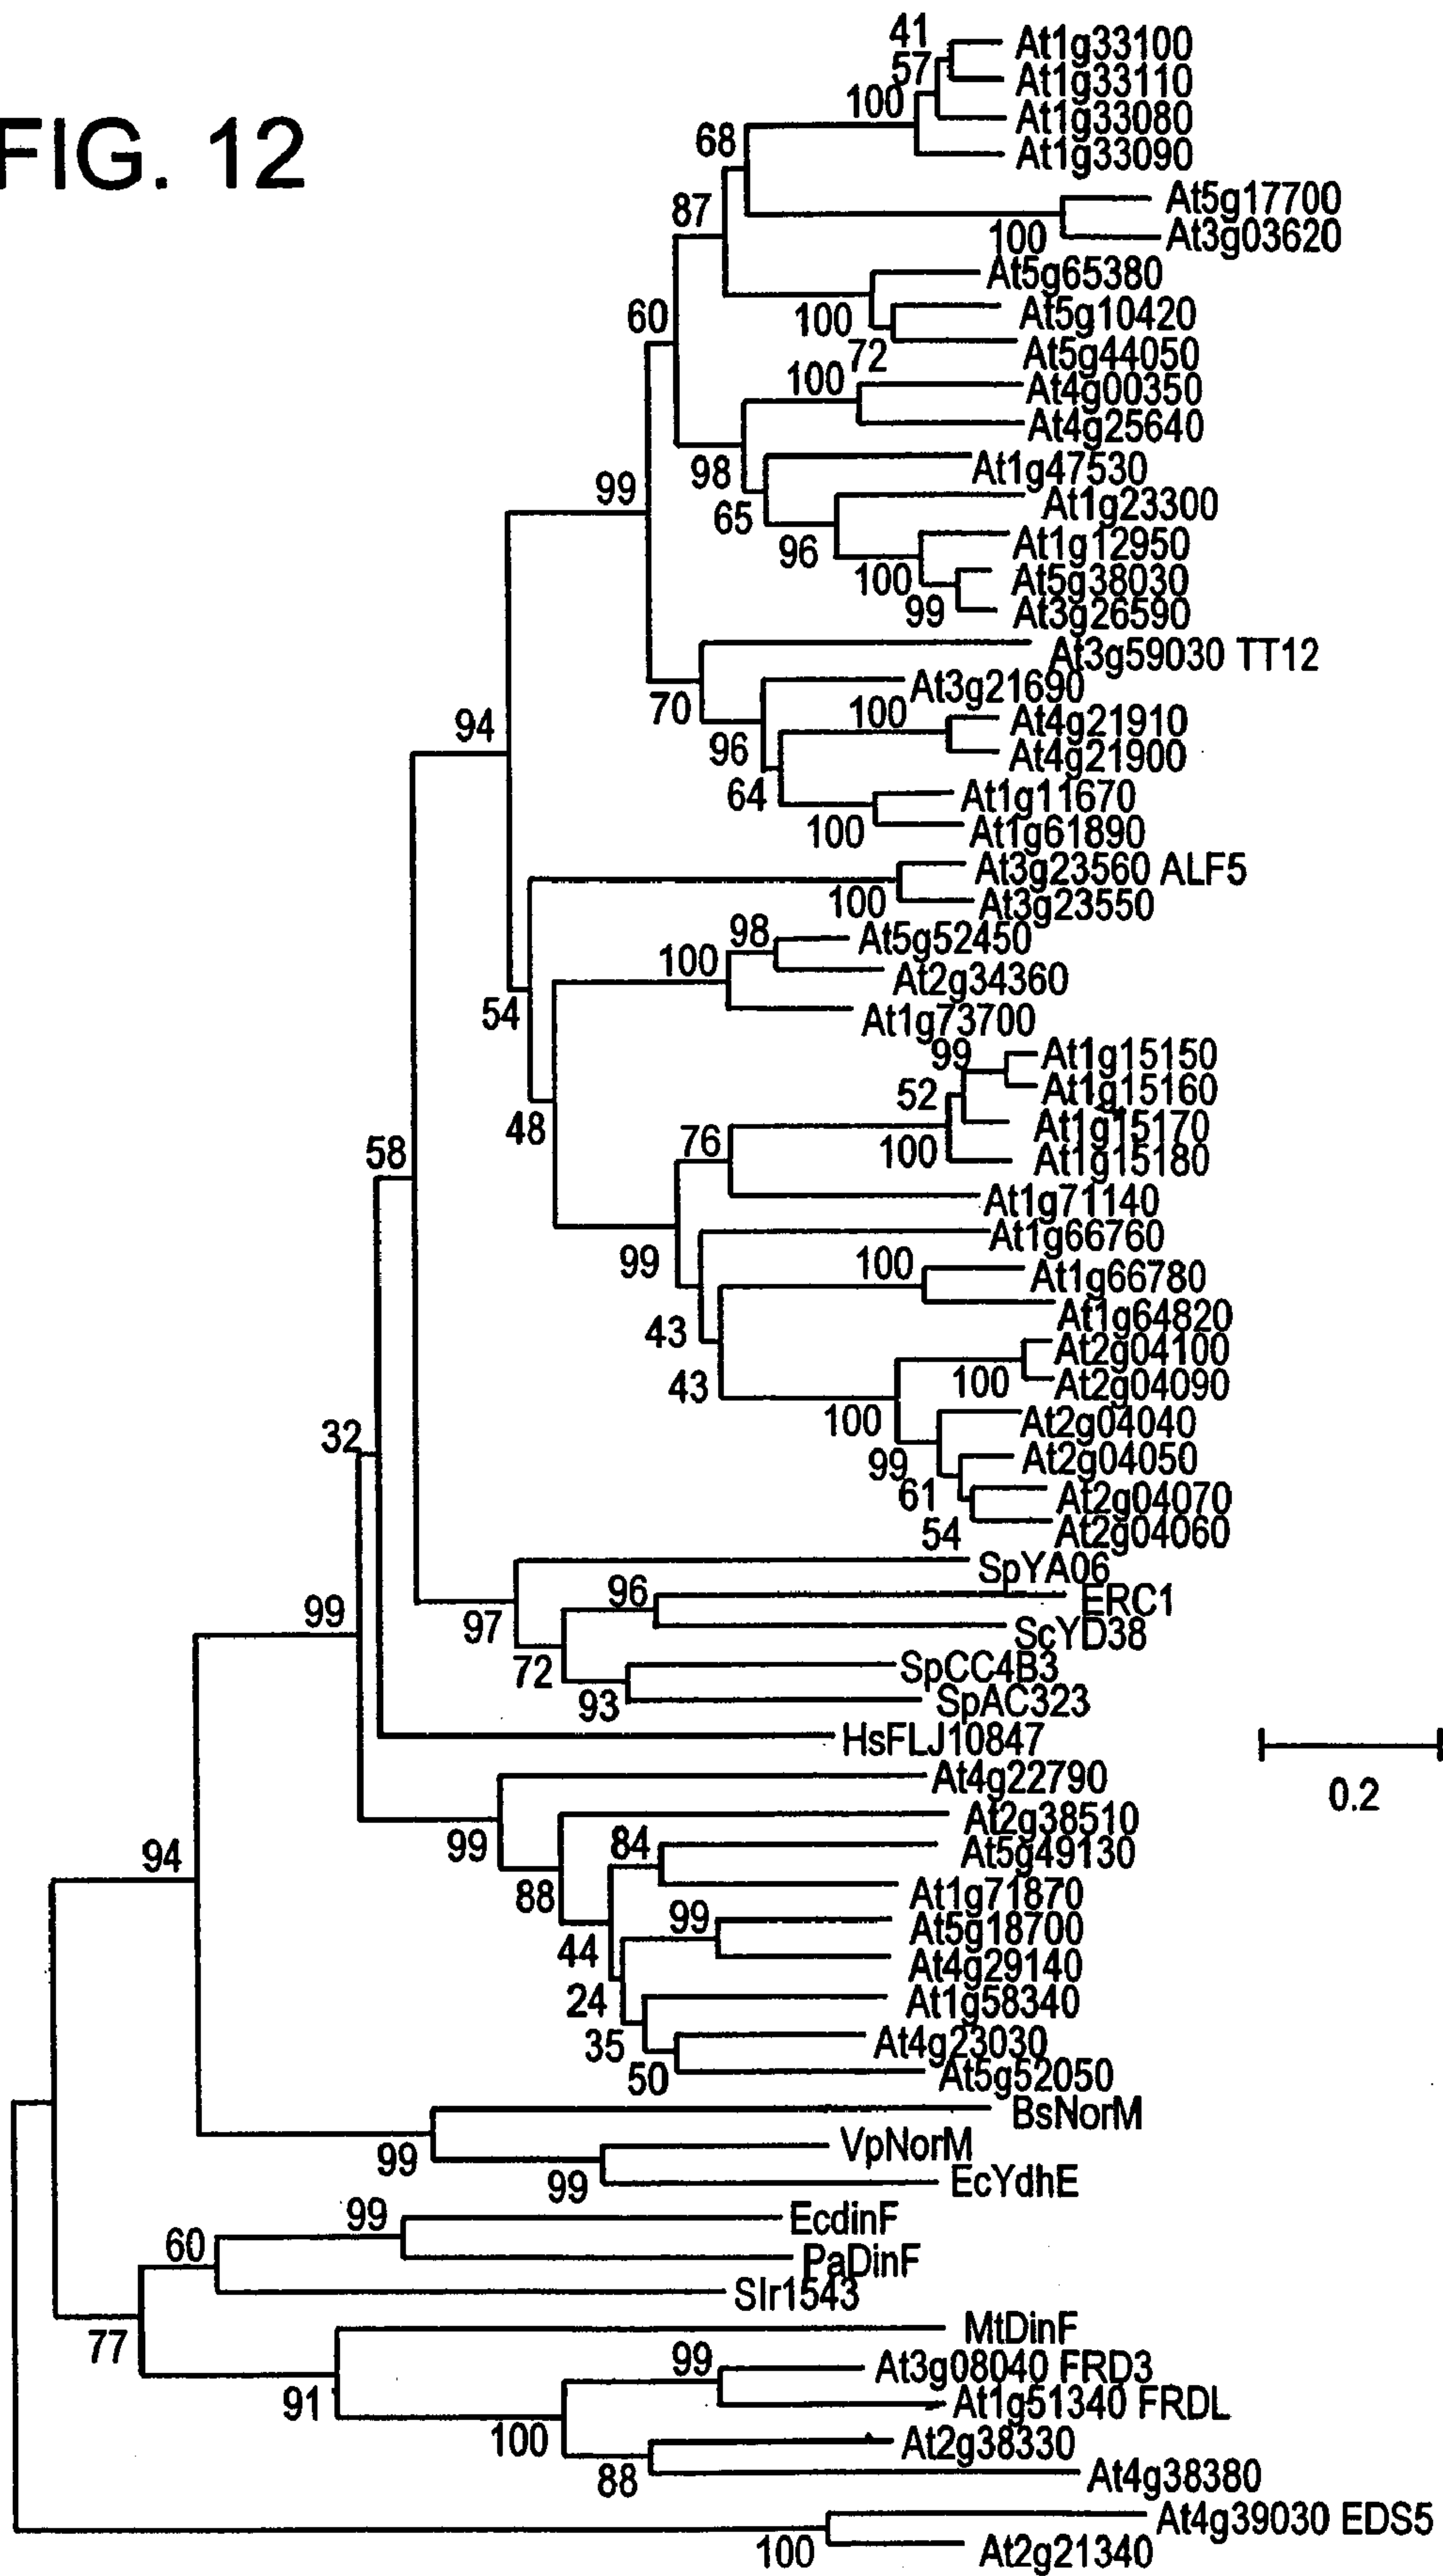 FIG. 12
41
At1g33100
57
At1g33110
100
At1g33080
68
At1g33090
87
At5g17700
100
At3g03620
At5g65380
60
100
At5g10420
72
At5g44050
100
At4g00350
At4g25640
98
At1g47530
99
65
At1g23300
96
At1g12950
100
At5g38030
99
At3g26590
At3g59030 TT12
70
At3g21690
94
100
At4g21910
96
At4g21900
64
At1g11670
100
At1g61890
At3g23560 ALF5
100
At3g23550
98
At5g52450
100
At2g34360
54
At1g73700
99
At1g15150
52
At1g15160
48
76
At1g15170
58
100
At1g15180
At1g71140
At1g66760
99
100
At1g66780
At1g64820
43
At2g04100
43
100
At2g04090
100
At2g04040
32
99
At2g04050
61
At2g04070
54
At2g04060
SpYA06
99
96
ERC1
97
ScYD38
72
SpCC4B3
93
SpAC323
HsFLJ10847
At4g22790
0.2
At2g38510
94
99
84
At5g49130
88
At1g71870
99
At5g18700
44
At4g29140
24
At1g58340
35
At4g23030
50
At5g52050
BsNorM
99
VpNorM
99
EcYdhE
99
EcdinF
60
PaDinF
Slr1543
77
MtDinF
99
At3g08040 FRD3
91
At1g51340 FRDL
100
At2g38330
88
At4g38380
At4g39030 EDS5
100
At2g21340